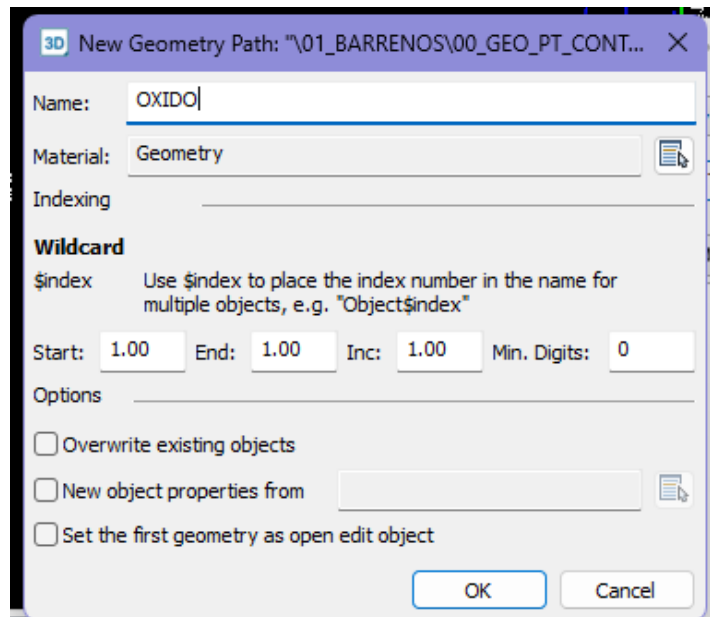 3D New Geometry Path: "\01_BARRENOS\00_GEO_PT_CONT...
Name: OXIDO
Material: Geometry
Indexing
Wildcard
$index Use $index to place the index number in the name for
multiple objects, e.g. "Object$index"
Start: 1.00 End: 1.00 Inc: 1.00 Min. Digits: 0
Options
Overwrite existing objects
New object properties from
Set the first geometry as open edit object
OK Cancel